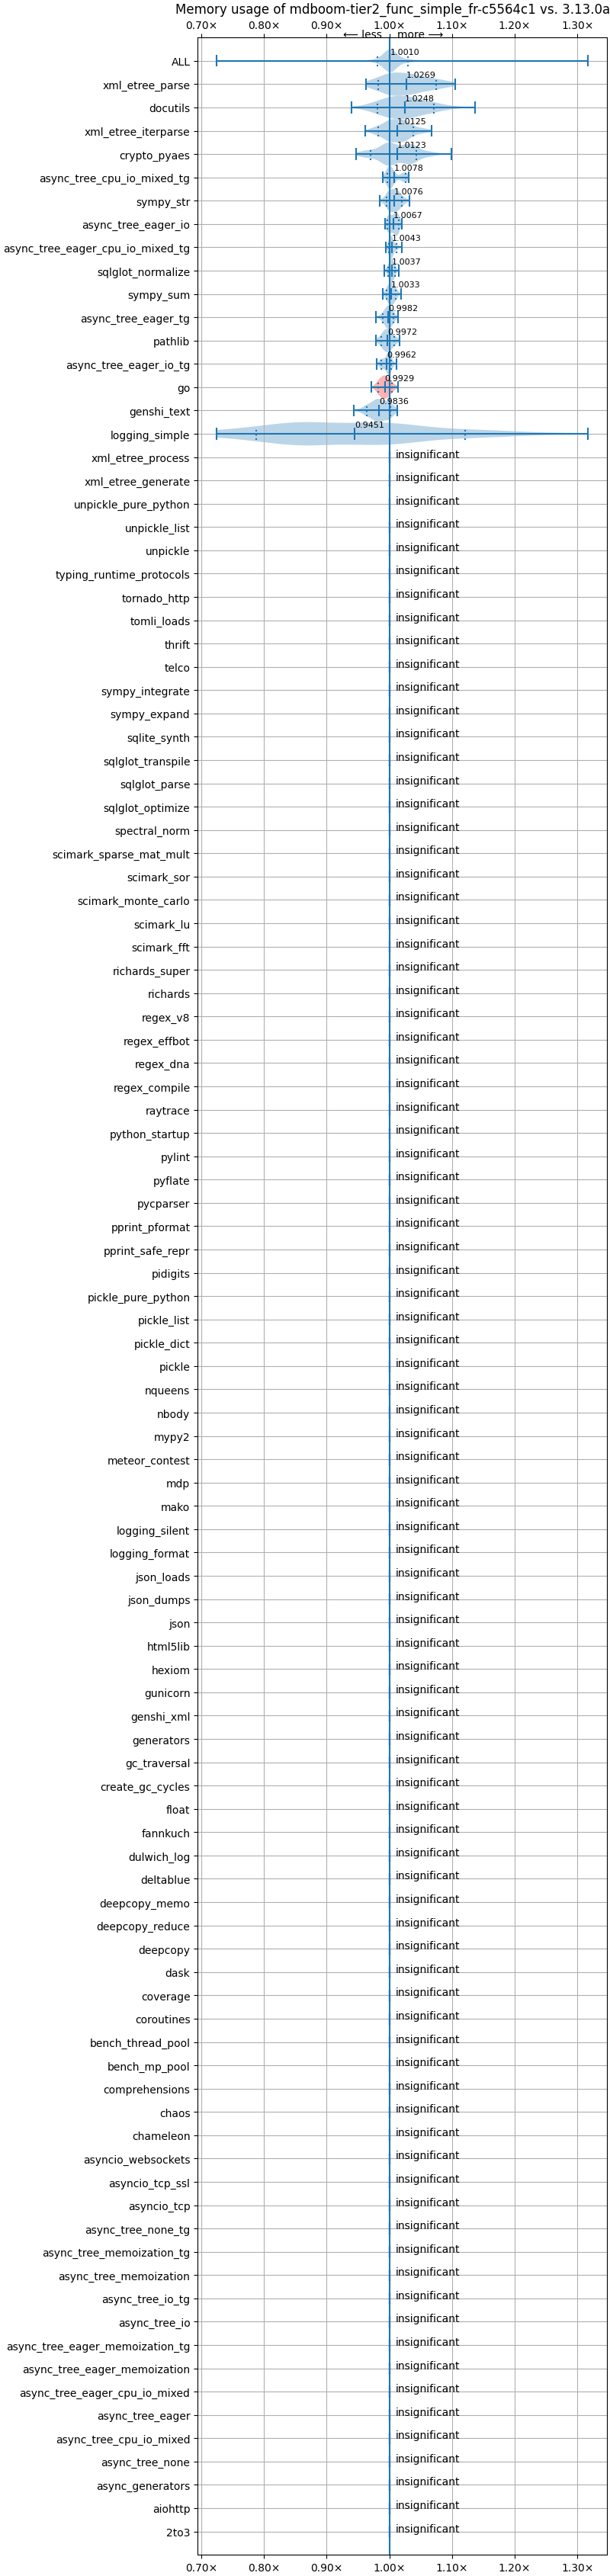 Memory usage of mdboom-tier2_func_simple_fr-c5564c1 vs. 3.13.0a
0.70× 0.80× 0.90× 1.00× 1.10× 1.20× 1.30×
⟵ less more ⟶
ALL 1.0010
xml_etree_parse 1.0269
docutils 1.0248
xml_etree_iterparse 1.0125
crypto_pyaes 1.0123
async_tree_cpu_io_mixed_tg 1.0078
sympy_str 1.0076
async_tree_eager_io 1.0067
async_tree_eager_cpu_io_mixed_tg 1.0043
sqlglot_normalize 1.0037
sympy_sum 1.0033
async_tree_eager_tg 0.9982
pathlib 0.9972
async_tree_eager_io_tg 0.9962
go 0.9929
genshi_text 0.9836
logging_simple 0.9451
xml_etree_process insignificant
xml_etree_generate insignificant
unpickle_pure_python insignificant
unpickle_list insignificant
unpickle insignificant
typing_runtime_protocols insignificant
tornado_http insignificant
tomli_loads insignificant
thrift insignificant
telco insignificant
sympy_integrate insignificant
sympy_expand insignificant
sqlite_synth insignificant
sqlglot_transpile insignificant
sqlglot_parse insignificant
sqlglot_optimize insignificant
spectral_norm insignificant
scimark_sparse_mat_mult insignificant
scimark_sor insignificant
scimark_monte_carlo insignificant
scimark_lu insignificant
scimark_fft insignificant
richards_super insignificant
richards insignificant
regex_v8 insignificant
regex_effbot insignificant
regex_dna insignificant
regex_compile insignificant
raytrace insignificant
python_startup insignificant
pylint insignificant
pyflate insignificant
pycparser insignificant
pprint_pformat insignificant
pprint_safe_repr insignificant
pidigits insignificant
pickle_pure_python insignificant
pickle_list insignificant
pickle_dict insignificant
pickle insignificant
nqueens insignificant
nbody insignificant
mypy2 insignificant
meteor_contest insignificant
mdp insignificant
mako insignificant
logging_silent insignificant
logging_format insignificant
json_loads insignificant
json_dumps insignificant
json insignificant
html5lib insignificant
hexiom insignificant
gunicorn insignificant
genshi_xml insignificant
generators insignificant
gc_traversal insignificant
create_gc_cycles insignificant
float insignificant
fannkuch insignificant
dulwich_log insignificant
deltablue insignificant
deepcopy_memo insignificant
deepcopy_reduce insignificant
deepcopy insignificant
dask insignificant
coverage insignificant
coroutines insignificant
bench_thread_pool insignificant
bench_mp_pool insignificant
comprehensions insignificant
chaos insignificant
chameleon insignificant
asyncio_websockets insignificant
asyncio_tcp_ssl insignificant
asyncio_tcp insignificant
async_tree_none_tg insignificant
async_tree_memoization_tg insignificant
async_tree_memoization insignificant
async_tree_io_tg insignificant
async_tree_io insignificant
async_tree_eager_memoization_tg insignificant
async_tree_eager_memoization insignificant
async_tree_eager_cpu_io_mixed insignificant
async_tree_eager insignificant
async_tree_cpu_io_mixed insignificant
async_tree_none insignificant
async_generators insignificant
aiohttp insignificant
2to3 insignificant
0.70× 0.80× 0.90× 1.00× 1.10× 1.20× 1.30×